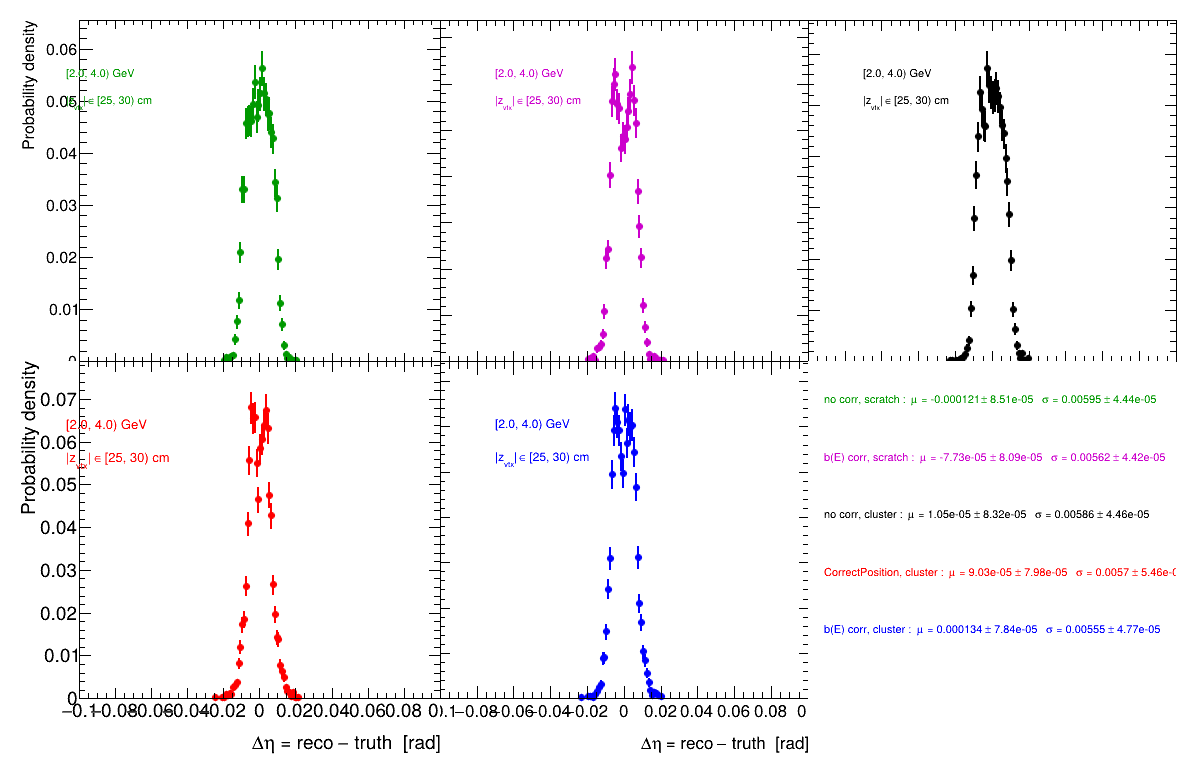 Probability density
0.06
0.05
0.04
0.03
0.02
0.01
0
[2.0, 4.0) GeV
|z_vtx| ∈ [25, 30) cm
[2.0, 4.0) GeV
|z_vtx| ∈ [25, 30) cm
[2.0, 4.0) GeV
|z_vtx| ∈ [25, 30) cm
Probability density
0.07
0.06
0.05
0.04
0.03
0.02
0.01
0
[2.0, 4.0) GeV
|z_vtx| ∈ [25, 30) cm
[2.0, 4.0) GeV
|z_vtx| ∈ [25, 30) cm
no corr, scratch : μ = -0.000121 ± 8.51e-05 σ = 0.00595 ± 4.44e-05
b(E) corr, scratch : μ = -7.73e-05 ± 8.09e-05 σ = 0.00562 ± 4.42e-05
no corr, cluster : μ = 1.05e-05 ± 8.32e-05 σ = 0.00586 ± 4.46e-05
CorrectPosition, cluster : μ = 9.03e-05 ± 7.98e-05 σ = 0.0057 ± 5.46e-0
b(E) corr, cluster : μ = 0.000134 ± 7.84e-05 σ = 0.00555 ± 4.77e-05
−0.1−0.08−0.06−0.04−0.02 0 0.02 0.04 0.06 0.08 0.1−0.08−0.06−0.04−0.02 0 0.02 0.04 0.06 0.08 0
Δη = reco − truth [rad]
Δη = reco − truth [rad]